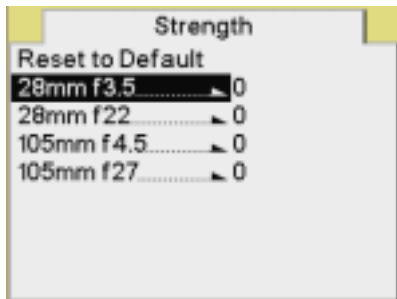 Strength
Reset to Default
28mm f3.5.............. 0
28mm f22.............. 0
105mm f4.5.......... 0
105mm f27............ 0